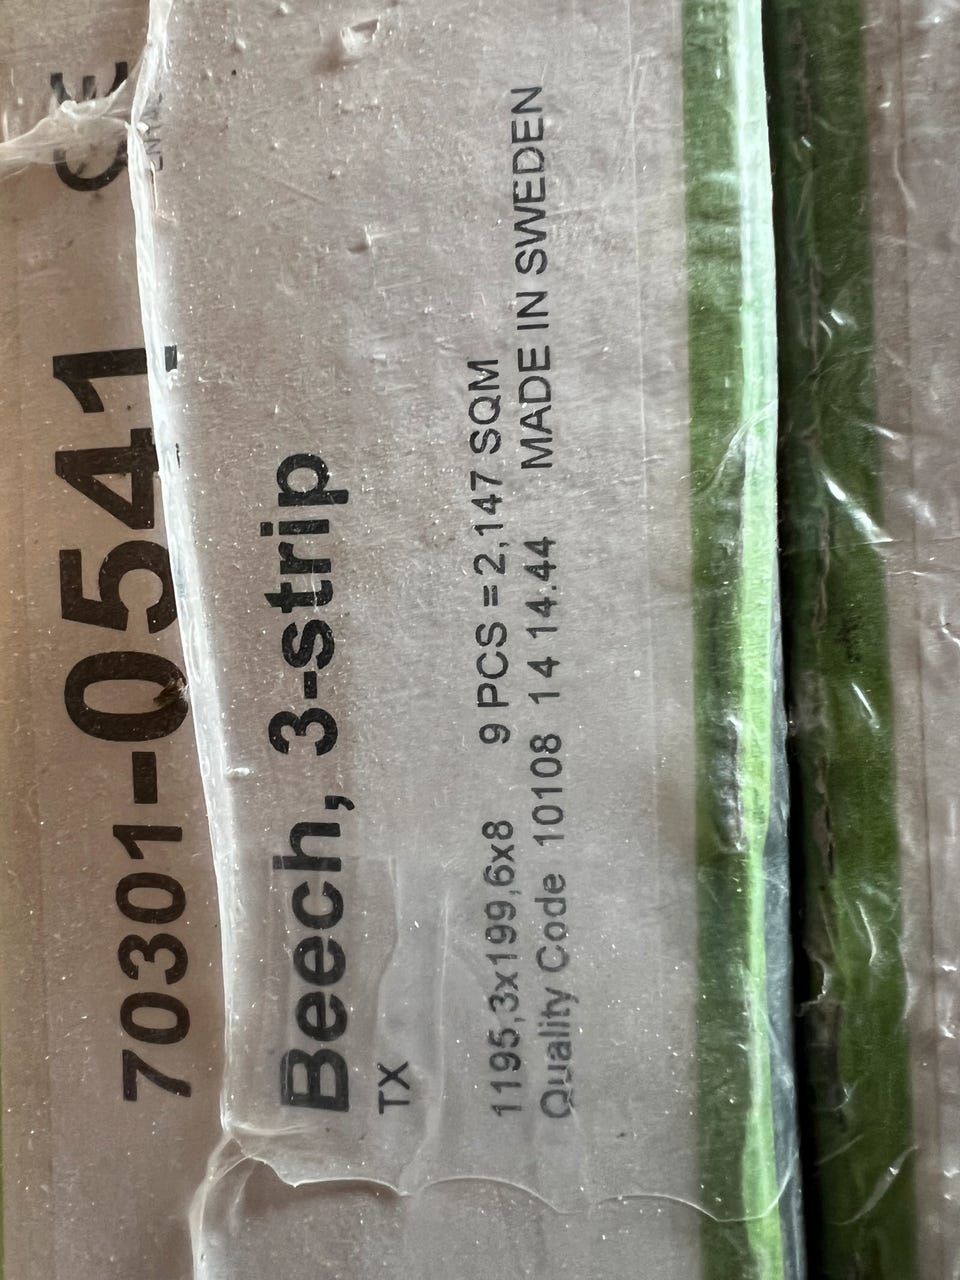 70301-0541 CE
Beech, 3-strip
TX
1195,3x199,6x8 9 PCS = 2,147 SQM
Quality Code 10108 14 14.44 MADE IN SWEDEN